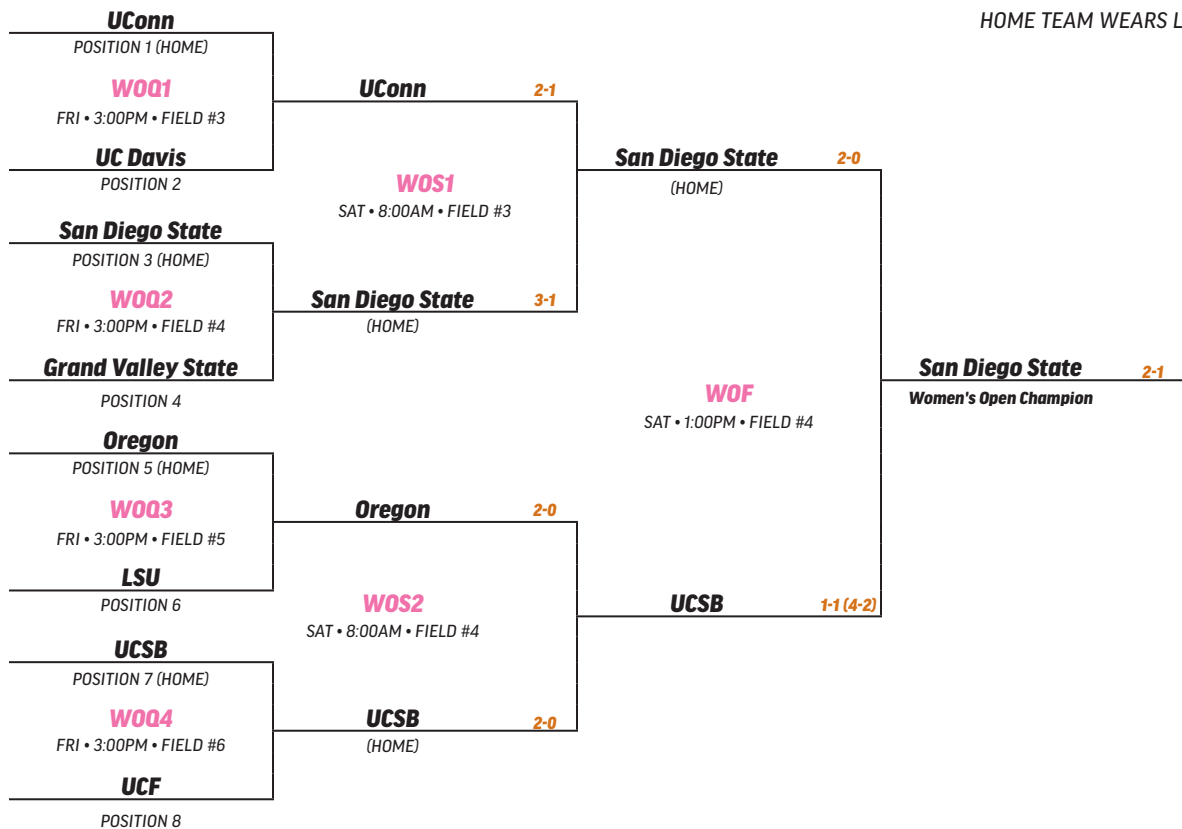 UConn
HOME TEAM WEARS L
POSITION 1 (HOME)
WOQ1
FRI • 3:00PM • FIELD #3
UC Davis
POSITION 2
UConn 2-1
WOS1
SAT • 8:00AM • FIELD #3
San Diego State
POSITION 3 (HOME)
WOQ2
FRI • 3:00PM • FIELD #4
Grand Valley State
POSITION 4
San Diego State 3-1
(HOME)
San Diego State 2-0
(HOME)
WOF
SAT • 1:00PM • FIELD #4
San Diego State 2-1
Women's Open Champion
Oregon
POSITION 5 (HOME)
WOQ3
FRI • 3:00PM • FIELD #5
LSU
POSITION 6
Oregon 2-0
WOS2
SAT • 8:00AM • FIELD #4
UCSB 1-1 (4-2)
UCSB
POSITION 7 (HOME)
WOQ4
FRI • 3:00PM • FIELD #6
UCF
POSITION 8
UCSB 2-0
(HOME)